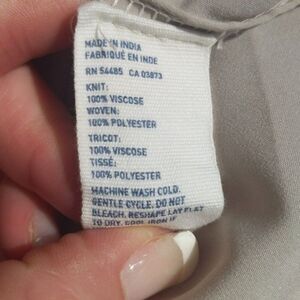 MADE IN INDIA
FABRIQUÉ EN INDE
RN 54485 CA 03873
KNIT:
100% VISCOSE
WOVEN:
100% POLYESTER
TRICOT:
100% VISCOSE
TISSÉ:
100% POLYESTER
MACHINE WASH COLD.
GENTLE CYCLE. DO NOT
BLEACH. RESHAPE LAY FLAT
TO DRY. COOL IRON IF